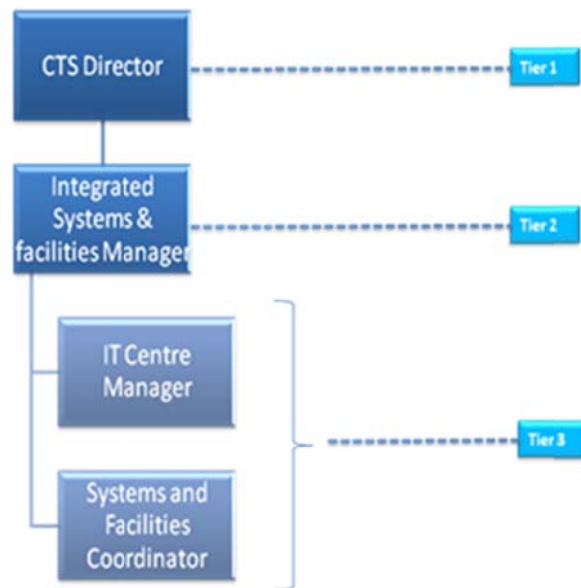 CTS Director
Tier 1
Integrated
Systems &
facilities Manager
Tier 2
IT Centre
Manager
Tier 3
Systems and
Facilities
Coordinator